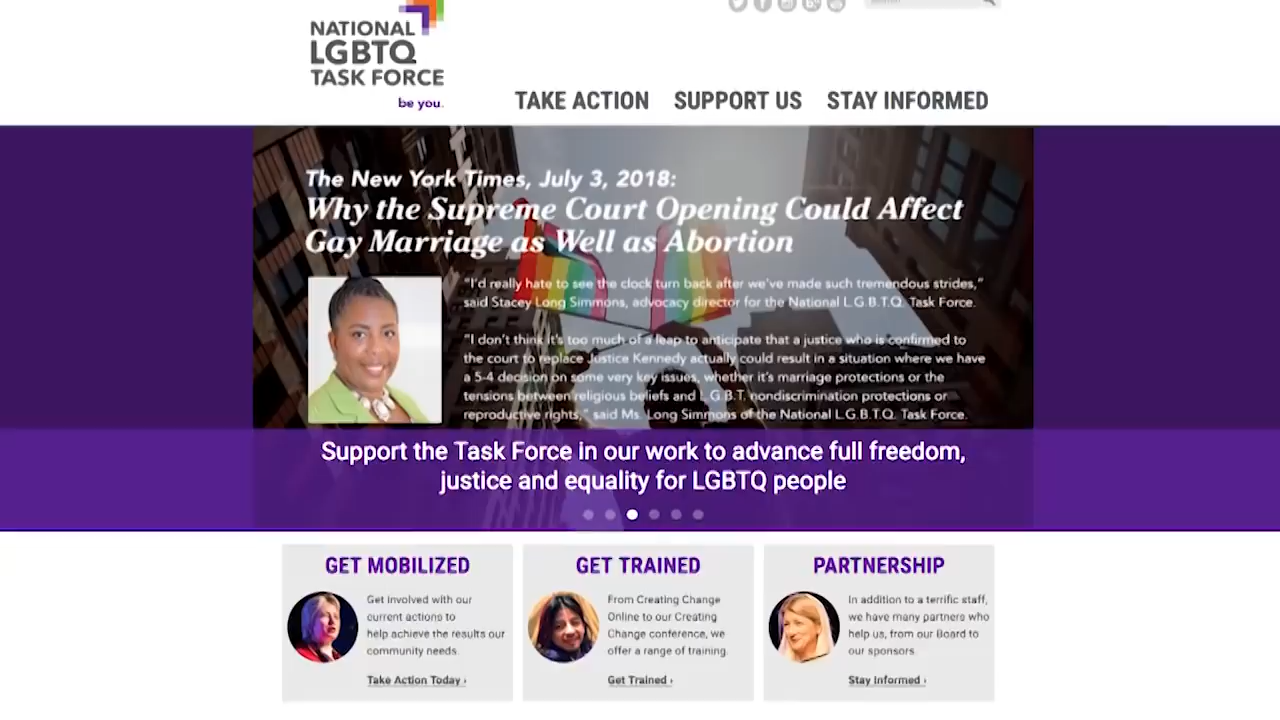 NATIONAL
LGBTQ
TASK FORCE
be you.
TAKE ACTION SUPPORT US STAY INFORMED
The New York Times, July 3, 2018:
Why the Supreme Court Opening Could Affect
Gay Marriage as Well as Abortion
“I’d really hate to see the clock turn back after we’ve made such tremendous strides,”
said Stacey Long Simmons, advocacy director for the National L.G.B.T.Q. Task Force.
“I don’t think it’s too much of a leap to anticipate that a justice who is confirmed to
the court to replace Justice Kennedy actually could result in a situation where we have
a 5-4 decision on some very key issues, whether it’s marriage protections or the
tensions between religious beliefs and L.G.B.T. nondiscrimination protections or
reproductive rights,” said Ms. Long Simmons of the National L.G.B.T.Q. Task Force.
Support the Task Force in our work to advance full freedom,
justice and equality for LGBTQ people
GET MOBILIZED
Get involved with our
current actions to
help achieve the results our
community needs.
Take Action Today ›
GET TRAINED
From Creating Change
Online to our Creating
Change conference, we
offer a range of training.
Get Trained ›
PARTNERSHIP
In addition to a terrific staff,
we have many partners who
help us, from our Board to
our sponsors.
Stay Informed ›